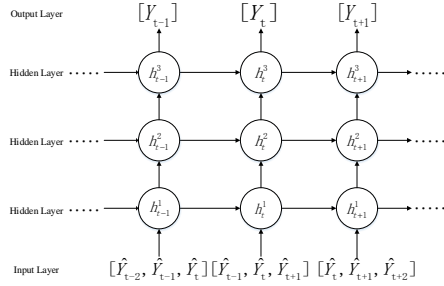 Output Layer [Y_{t-1}] [Y_t] [Y_{t+1}]
Hidden Layer ····· h^3_{t-1} h^3_t h^3_{t+1} ·····
Hidden Layer ····· h^2_{t-1} h^2_t h^2_{t+1} ·····
Hidden Layer ····· h^1_{t-1} h^1_t h^1_{t+1} ·····
Input Layer [Ŷ_{t-2}, Ŷ_{t-1}, Ŷ_t] [Ŷ_{t-1}, Ŷ_t, Ŷ_{t+1}] [Ŷ_t, Ŷ_{t+1}, Ŷ_{t+2}]